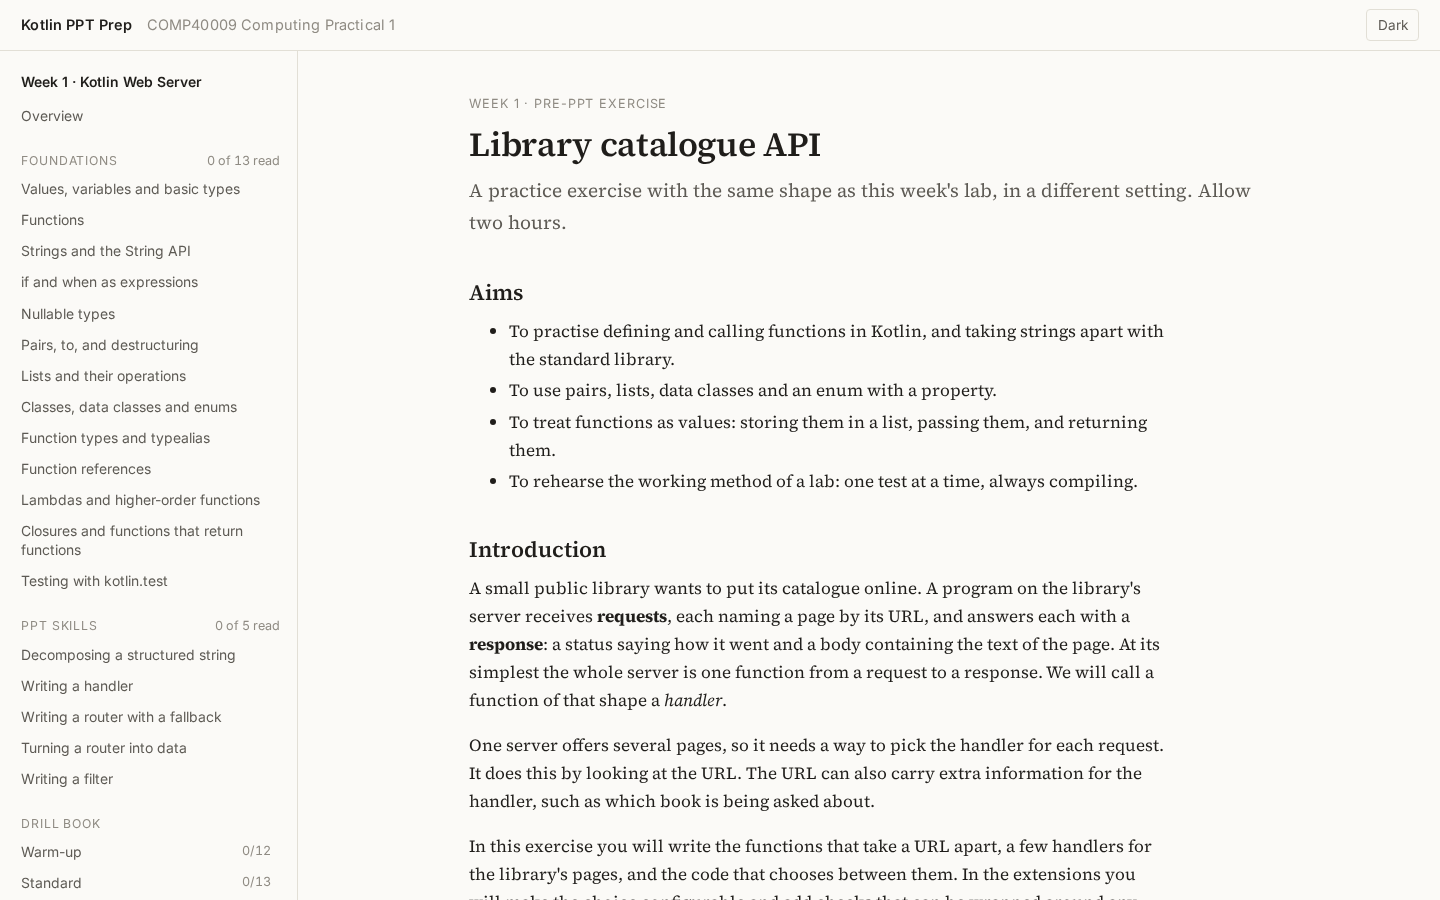 Kotlin PPT Prep COMP40009 Computing Practical 1
Dark
Week 1 · Kotlin Web Server
Overview
FOUNDATIONS 0 of 13 read
Values, variables and basic types
Functions
Strings and the String API
if and when as expressions
Nullable types
Pairs, to, and destructuring
Lists and their operations
Classes, data classes and enums
Function types and typealias
Function references
Lambdas and higher-order functions
Closures and functions that return
functions
Testing with kotlin.test
PPT SKILLS 0 of 5 read
Decomposing a structured string
Writing a handler
Writing a router with a fallback
Turning a router into data
Writing a filter
DRILL BOOK
Warm-up 0/12
Standard 0/13
WEEK 1 · PRE-PPT EXERCISE
Library catalogue API
A practice exercise with the same shape as this week's lab, in a different setting. Allow
two hours.
Aims
• To practise defining and calling functions in Kotlin, and taking strings apart with
the standard library.
• To use pairs, lists, data classes and an enum with a property.
• To treat functions as values: storing them in a list, passing them, and returning
them.
• To rehearse the working method of a lab: one test at a time, always compiling.
Introduction
A small public library wants to put its catalogue online. A program on the library's
server receives requests, each naming a page by its URL, and answers each with a
response: a status saying how it went and a body containing the text of the page. At its
simplest the whole server is one function from a request to a response. We will call a
function of that shape a handler.
One server offers several pages, so it needs a way to pick the handler for each request.
It does this by looking at the URL. The URL can also carry extra information for the
handler, such as which book is being asked about.
In this exercise you will write the functions that take a URL apart, a few handlers for
the library's pages, and the code that chooses between them. In the extensions you